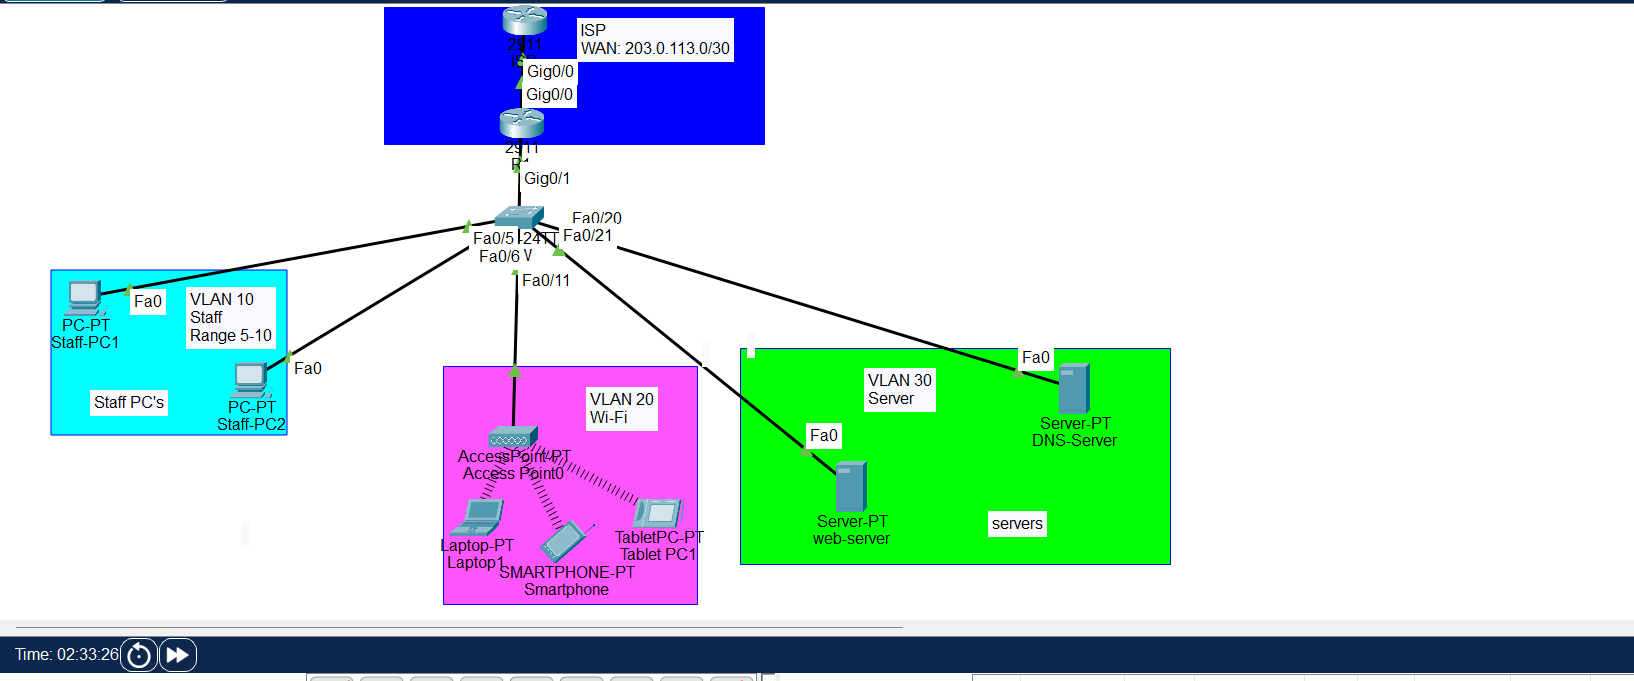 ISP
WAN: 203.0.113.0/30
2911
Gig0/0
Gig0/0
2911
Gig0/1
Fa0/20
Fa0/21
Fa0/5
-24TT
Fa0/6
Fa0/11
Fa0
VLAN 10
Staff
Range 5-10
PC-PT
Staff-PC1
Fa0
Staff PC's
PC-PT
Staff-PC2
VLAN 20
Wi-Fi
AccessPoint-PT
Access Point0
Laptop-PT
Laptop1
SMARTPHONE-PT
Smartphone
TabletPC-PT
Tablet PC1
VLAN 30
Server
Fa0
Server-PT
DNS-Server
Fa0
Server-PT
web-server
servers
Time: 02:33:26